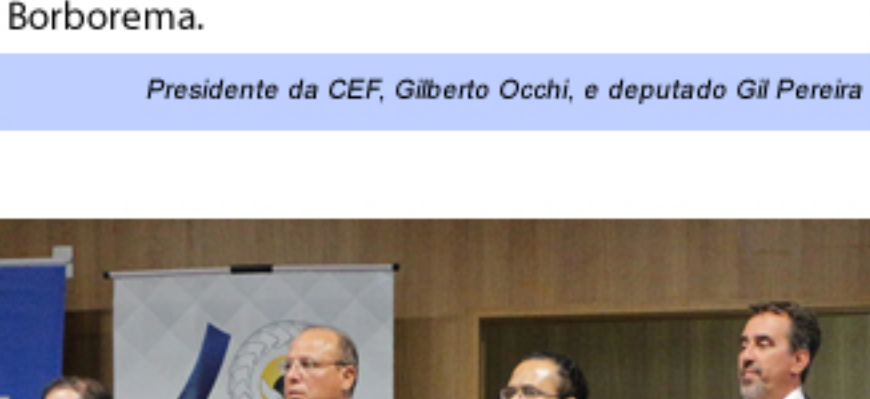 Borborema.
Presidente da CEF, Gilberto Occhi, e deputado Gil Pereira